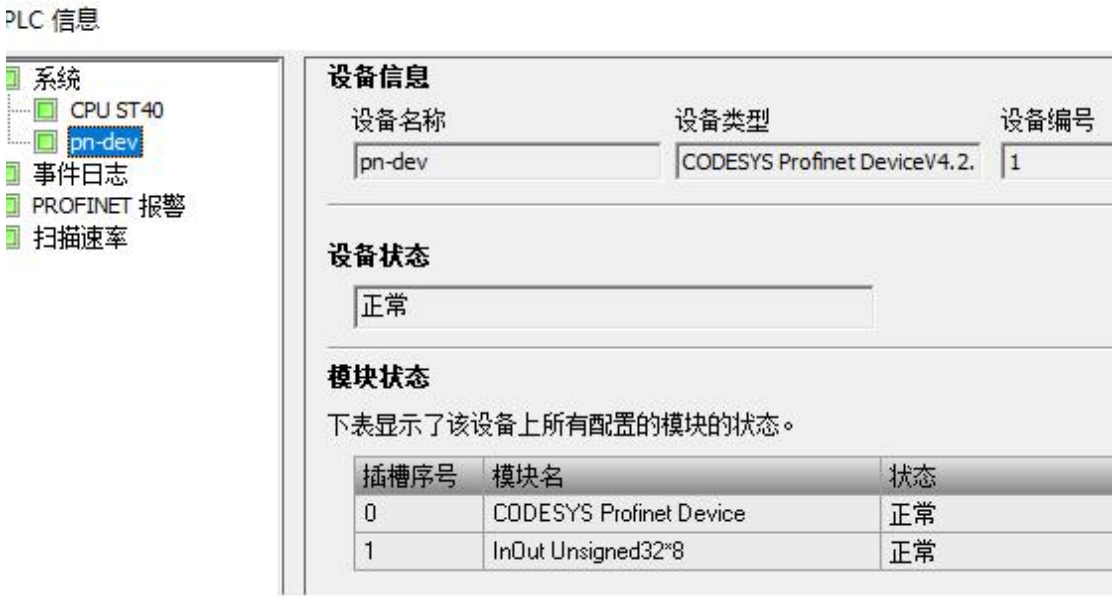 PLC 信息
系统
CPU ST40
pn-dev
事件日志
PROFINET 报警
扫描速率
设备信息
设备名称 设备类型 设备编号
pn-dev CODESYS Profinet DeviceV4.2. 1
设备状态
正常
模块状态
下表显示了该设备上所有配置的模块的状态。
插槽序号 模块名 状态
0 CODESYS Profinet Device 正常
1 InOut Unsigned32*8 正常